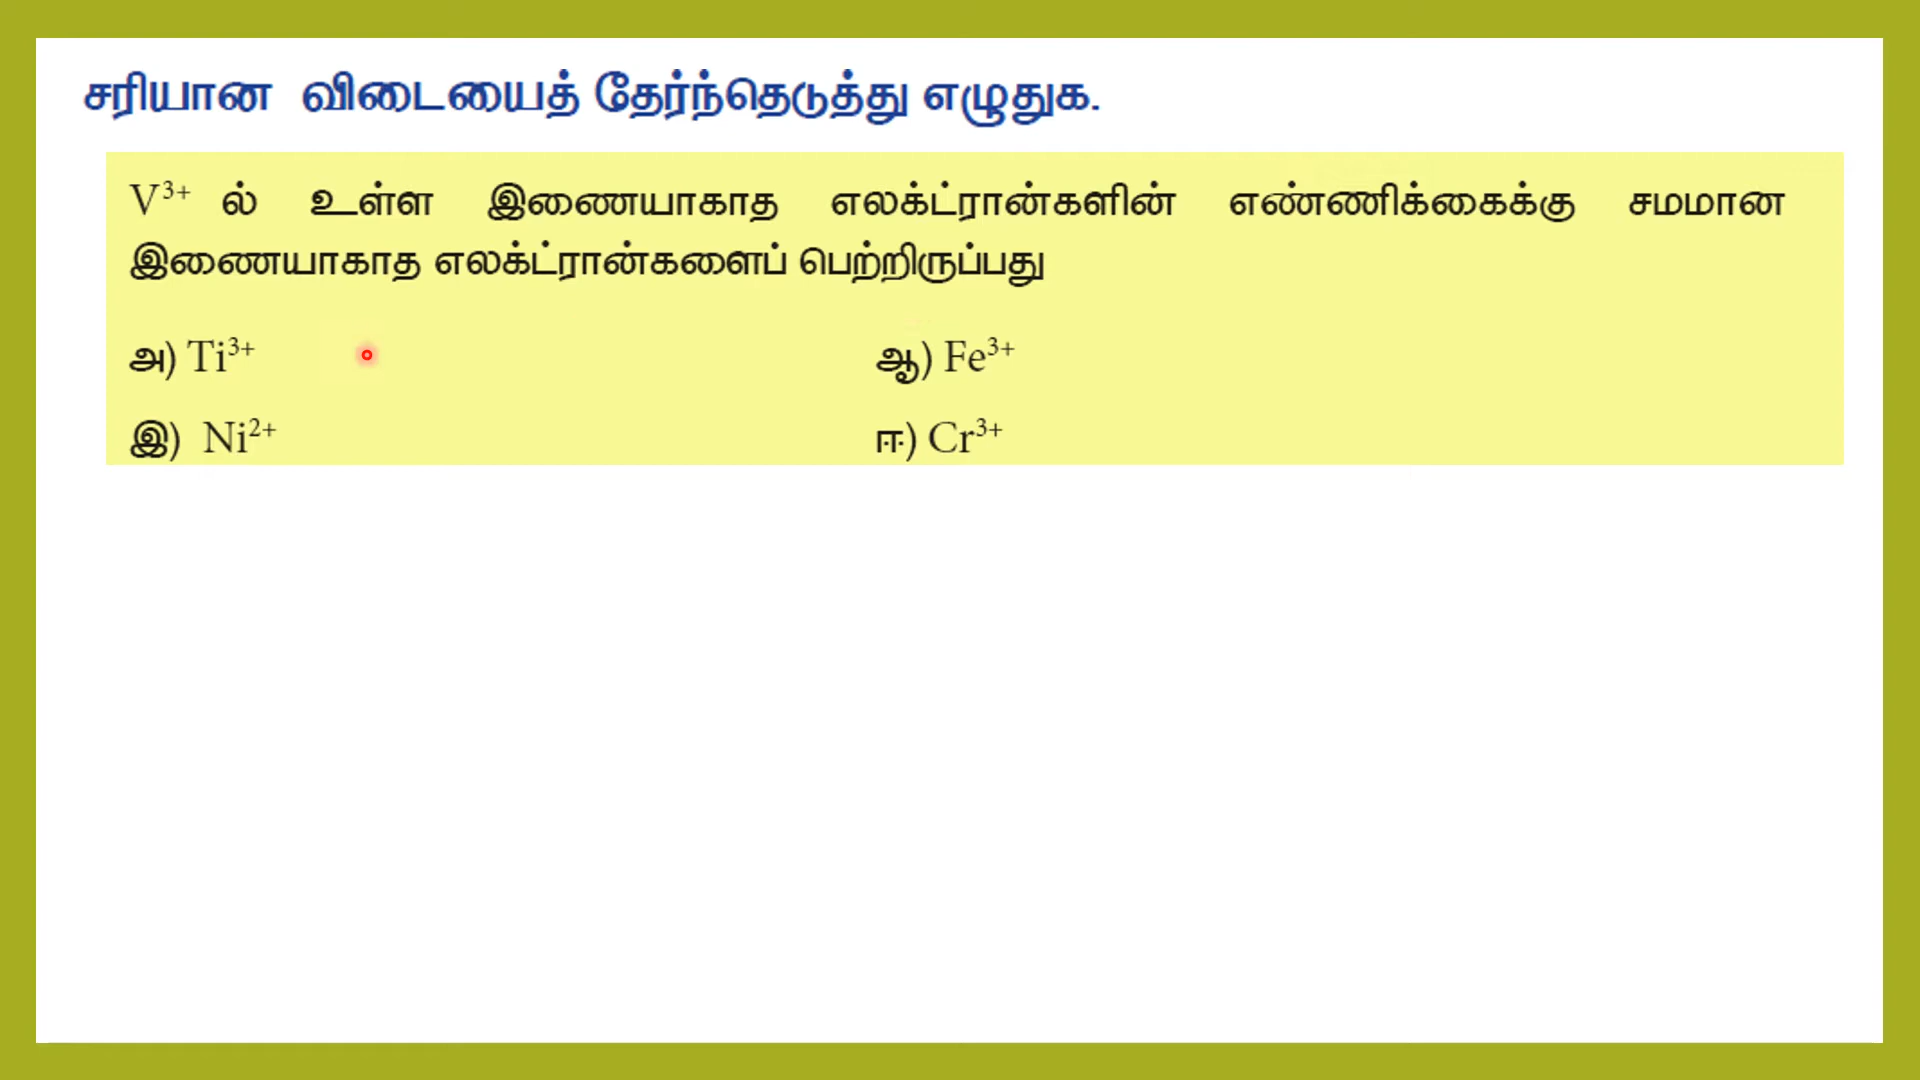 சரியான விடையைத் தேர்ந்தெடுத்து எழுதுக.
V³⁺ ல் உள்ள இணையாகாத எலக்ட்ரான்களின் எண்ணிக்கைக்கு சமமான
இணையாகாத எலக்ட்ரான்களைப் பெற்றிருப்பது
அ) Ti³⁺ ஆ) Fe³⁺
இ) Ni²⁺ ஈ) Cr³⁺